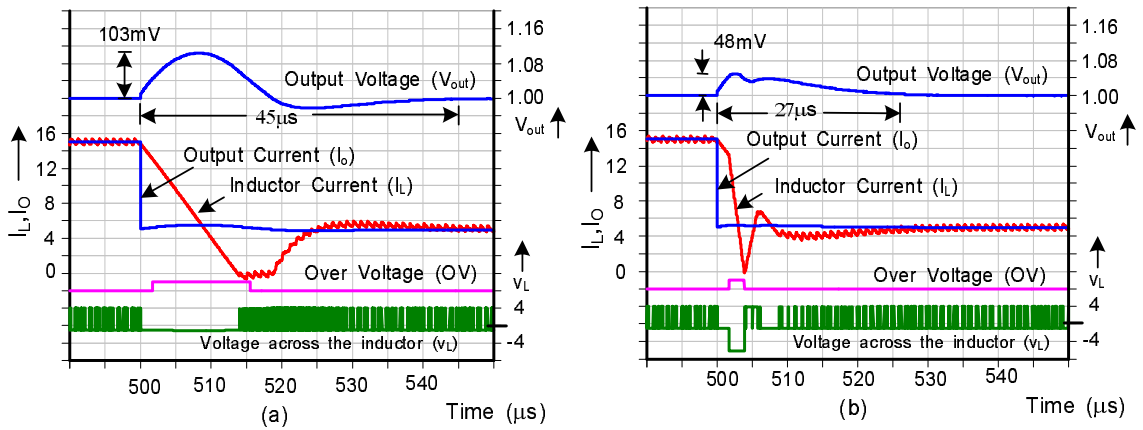 103mV
Output Voltage (Vout)
45μs
1.16
1.08
1.00
Vout
16
12
8
4
0
IL,IO
Output Current (Io)
Inductor Current (IL)
Over Voltage (OV)
vL
4
-4
Voltage across the inductor (vL)
500 510 520 530 540
(a) Time (μs)
48mV
Output Voltage (Vout)
27μs
1.16
1.08
1.00
Vout
16
12
8
4
0
IL,IO
Output Current (Io)
Inductor Current (IL)
Over Voltage (OV)
vL
4
-4
Voltage across the inductor (vL)
500 510 520 530 540
(b) Time (μs)